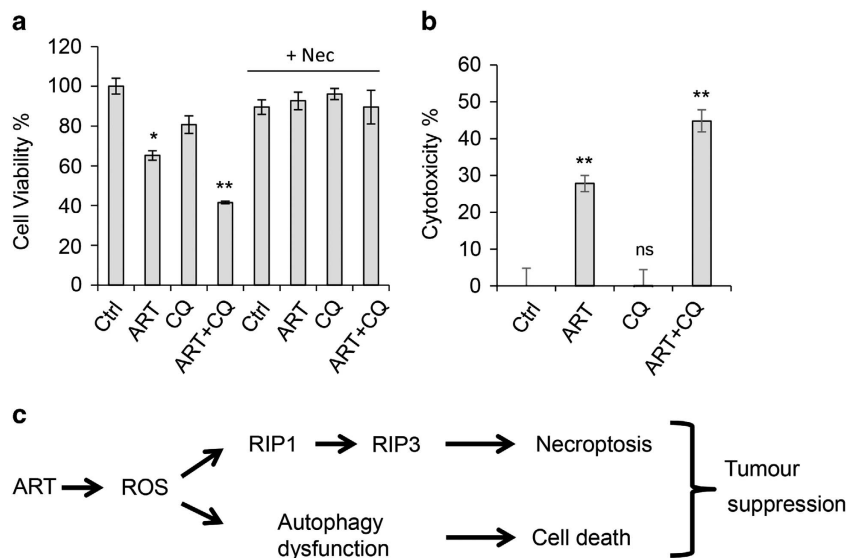 a
120
100
80
60
40
20
0
Cell Viability %
*
**
+ Nec
Ctrl
ART
CQ
ART+CQ
Ctrl
ART
CQ
ART+CQ
b
60
50
40
30
20
10
0
Cytotoxicity %
**
ns
**
Ctrl
ART
CQ
ART+CQ
c
ART
ROS
RIP1
RIP3
Necroptosis
Autophagy
dysfunction
Cell death
Tumour
suppression